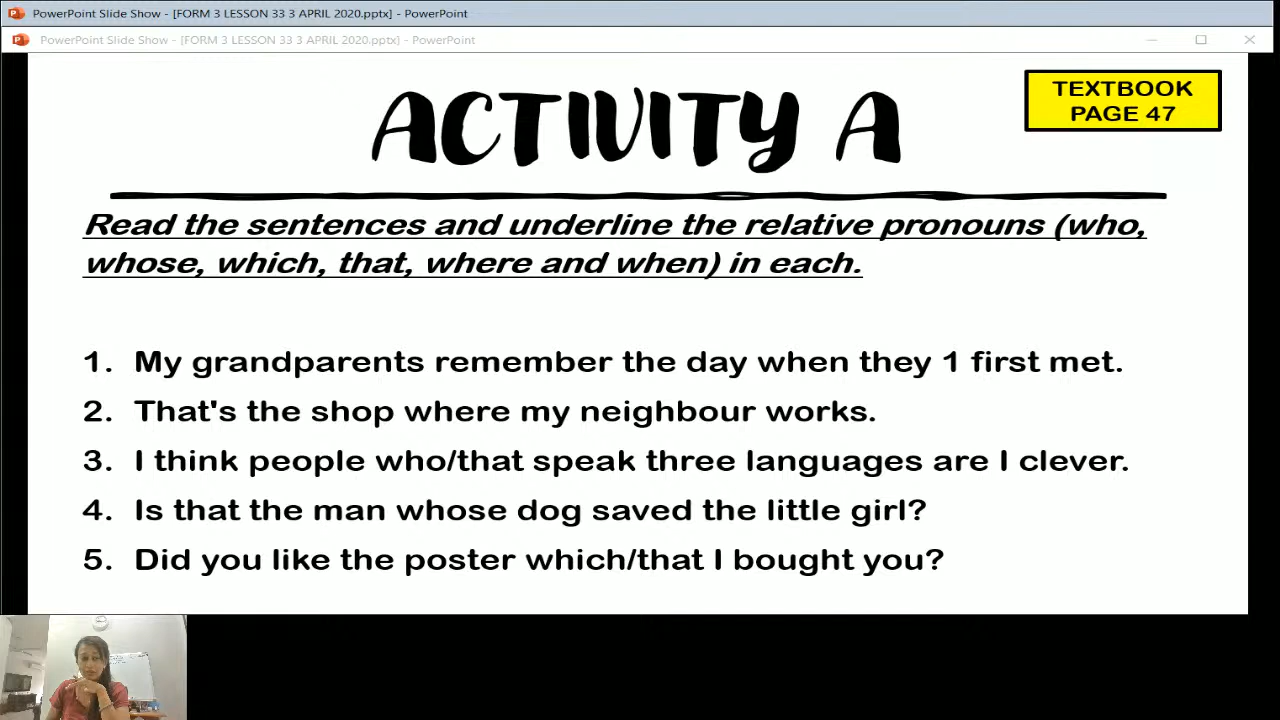 PowerPoint Slide Show - [FORM 3 LESSON 33 3 APRIL 2020.pptx] - PowerPoint
PowerPoint Slide Show - [FORM 3 LESSON 33 3 APRIL 2020.pptx] - PowerPoint
ACTIVITY A
TEXTBOOK
PAGE 47
Read the sentences and underline the relative pronouns (who,
whose, which, that, where and when) in each.
1. My grandparents remember the day when they 1 first met.
2. That's the shop where my neighbour works.
3. I think people who/that speak three languages are I clever.
4. Is that the man whose dog saved the little girl?
5. Did you like the poster which/that I bought you?